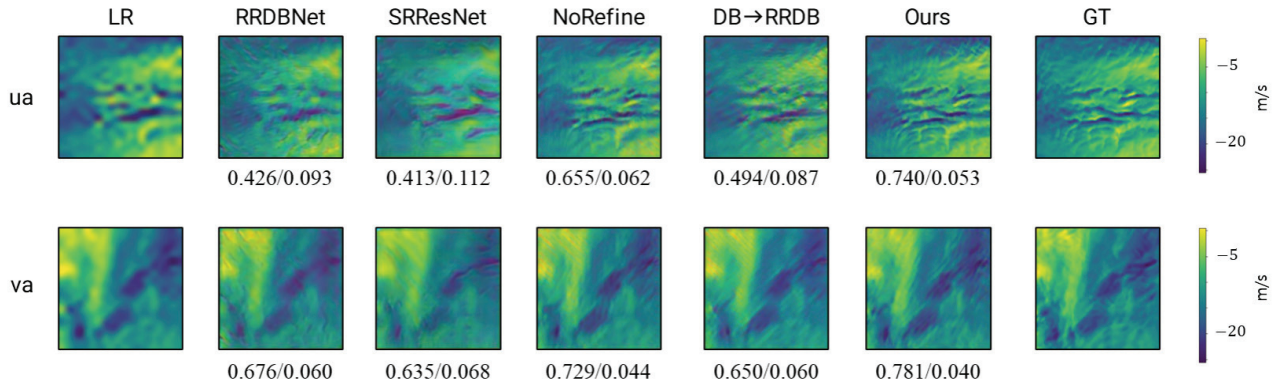 LR RRDBNet SRResNet NoRefine DB→RRDB Ours GT
ua
−5
−20
m/s
0.426/0.093 0.413/0.112 0.655/0.062 0.494/0.087 0.740/0.053
va
−5
−20
m/s
0.676/0.060 0.635/0.068 0.729/0.044 0.650/0.060 0.781/0.040